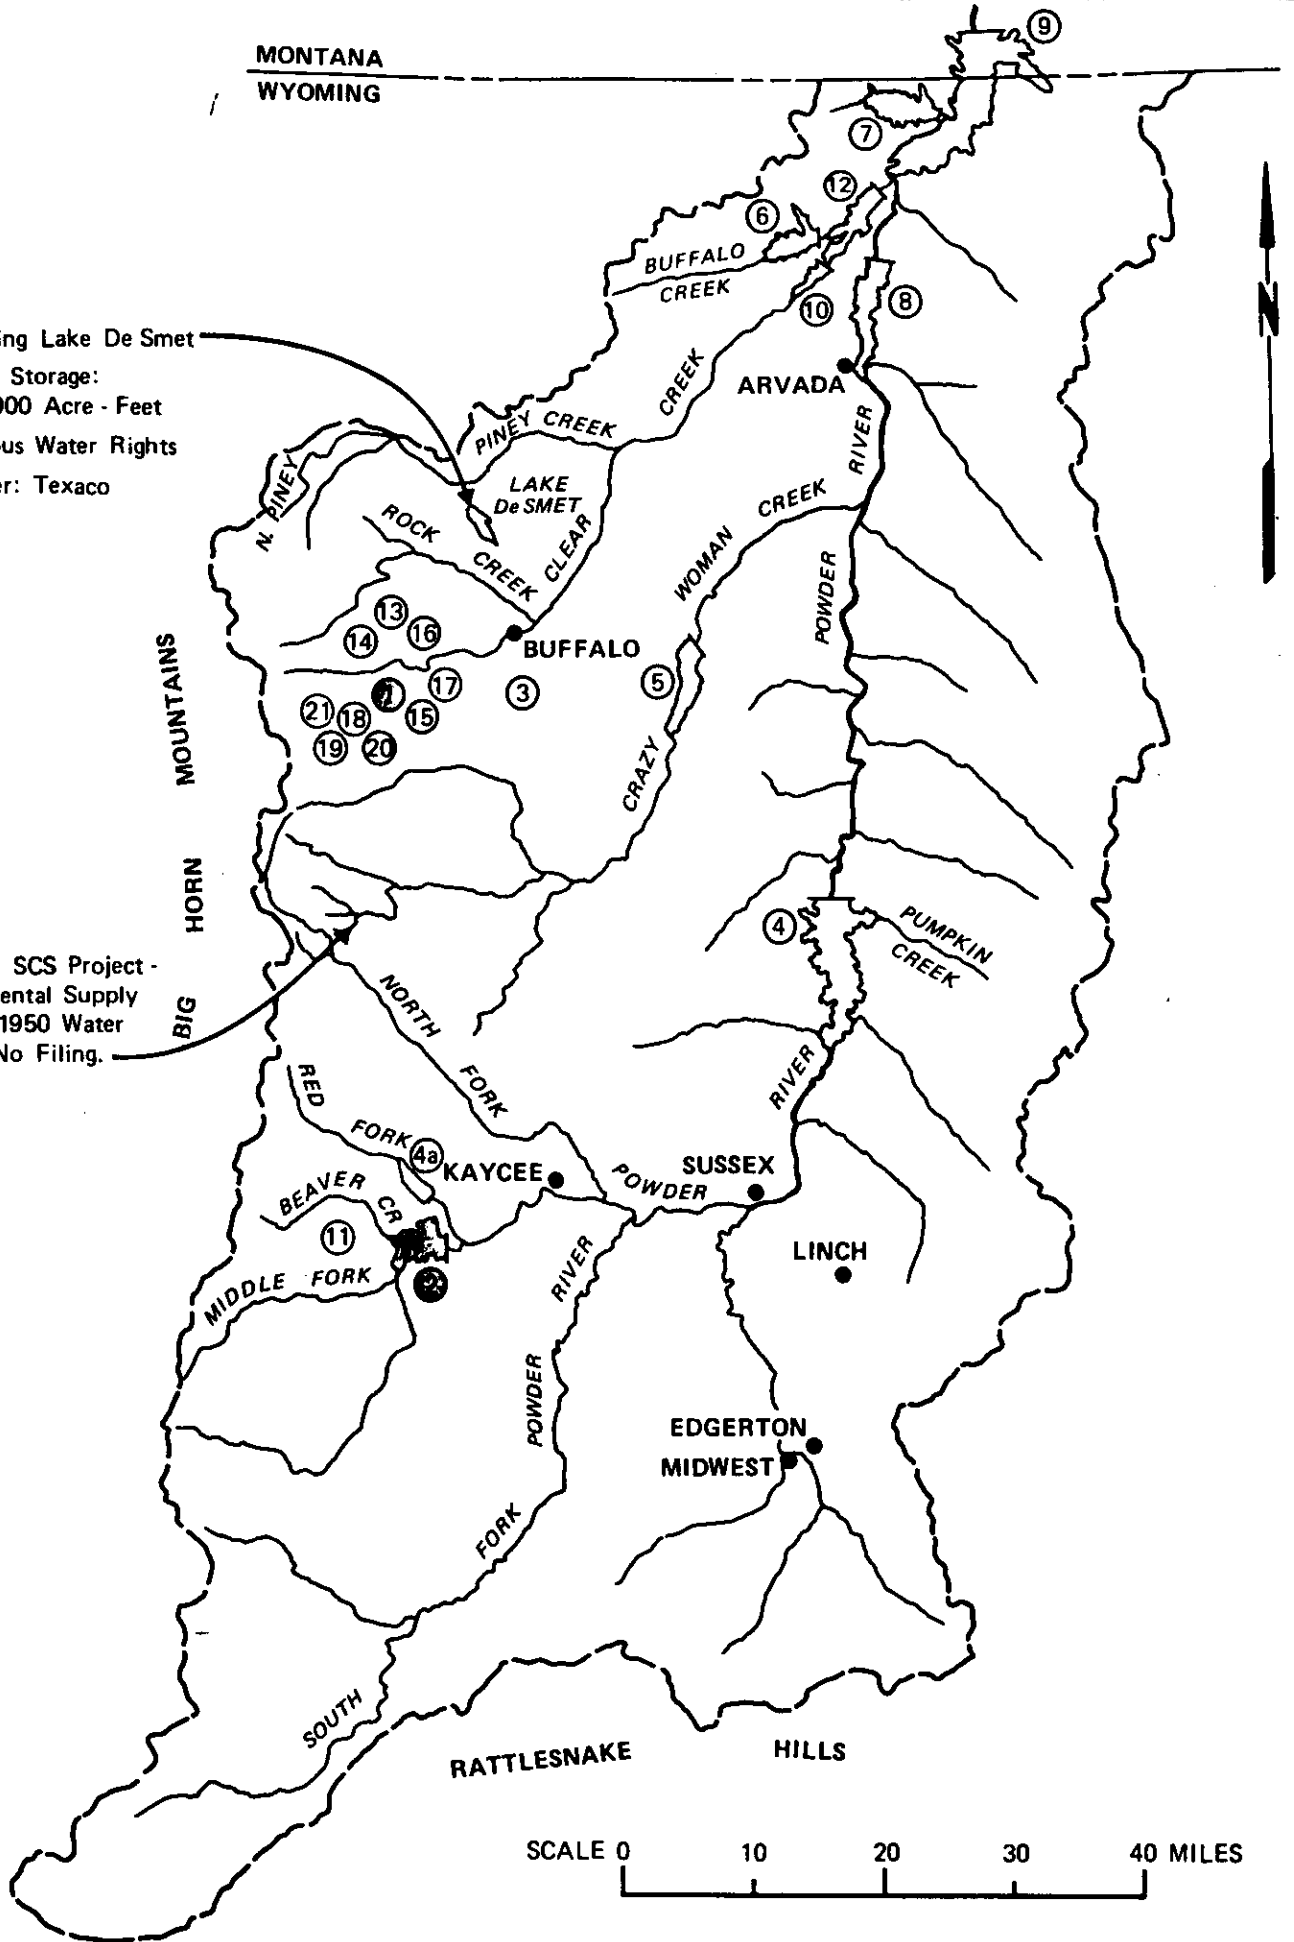 MONTANA
WYOMING
9
7
12
6
BUFFALO
CREEK
10
8
ng Lake De Smet
Storage:
000 Acre - Feet
us Water Rights
r: Texaco
ARVADA
CREEK
PINEY CREEK
RIVER
N. PINEY
LAKE
De SMET
ROCK CREEK
CLEAR
CREEK
WOMAN
POWDER
13
14
16
BUFFALO
17
3
5
1
21
18
15
19
20
CRAZY
BIG HORN MOUNTAINS
4
PUMPKIN
CREEK
SCS Project -
ental Supply
1950 Water
No Filing.
NORTH FORK
RED FORK
RIVER
4a
KAYCEE
POWDER
SUSSEX
BEAVER CR
11
MIDDLE FORK
2
RIVER
LINCH
POWDER
EDGERTON
MIDWEST
FORK
SOUTH
RATTLESNAKE HILLS
N
SCALE 0 10 20 30 40 MILES